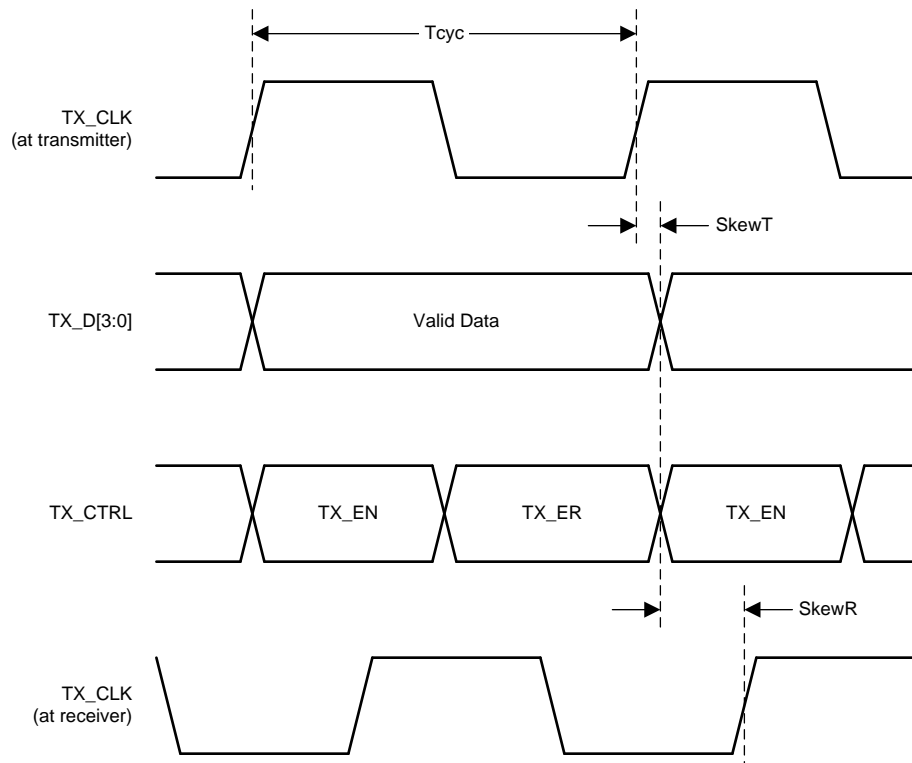 Tcyc
TX_CLK
(at transmitter)
SkewT
TX_D[3:0]
Valid Data
TX_CTRL
TX_EN
TX_ER
TX_EN
SkewR
TX_CLK
(at receiver)